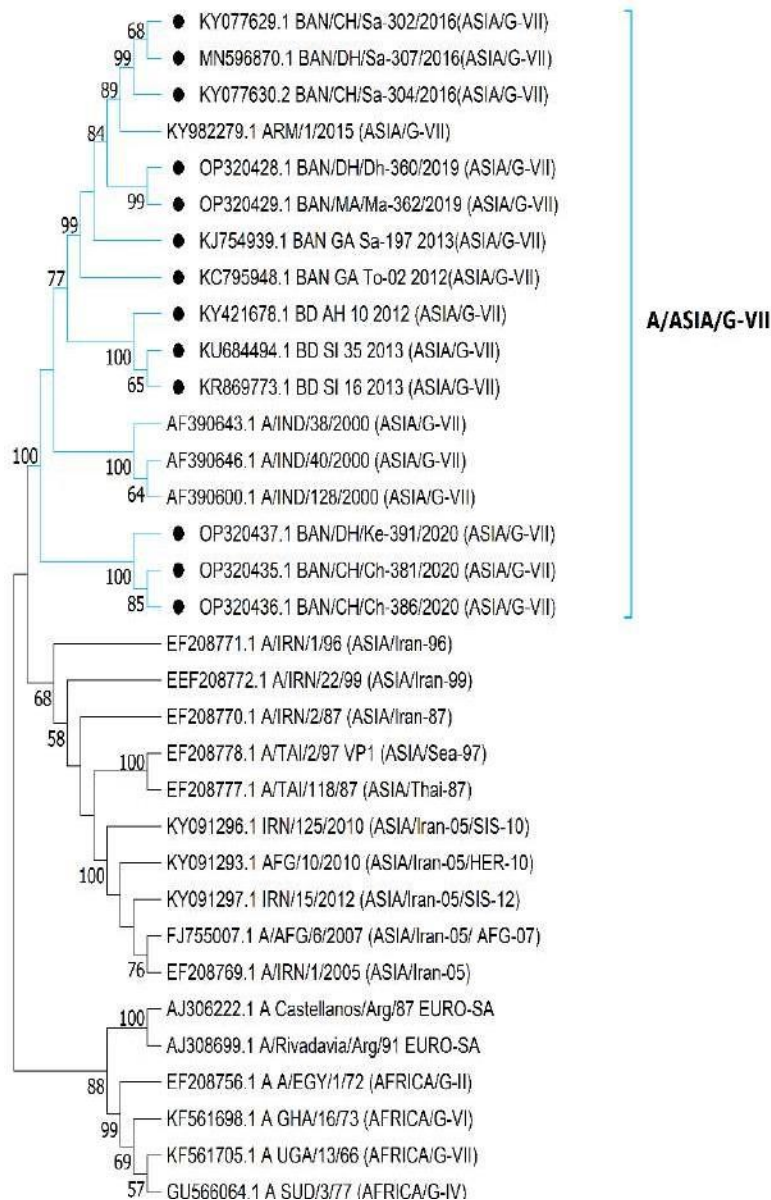 68
KY077629.1 BAN/CH/Sa-302/2016(ASIA/G-VII)
99
MN596870.1 BAN/DH/Sa-307/2016(ASIA/G-VII)
89
KY077630.2 BAN/CH/Sa-304/2016(ASIA/G-VII)
84
KY982279.1 ARM/1/2015 (ASIA/G-VII)
OP320428.1 BAN/DH/Dh-360/2019 (ASIA/G-VII)
99
OP320429.1 BAN/MA/Ma-362/2019 (ASIA/G-VII)
99
KJ754939.1 BAN GA Sa-197 2013(ASIA/G-VII)
77
KC795948.1 BAN GA To-02 2012(ASIA/G-VII)
KY421678.1 BD AH 10 2012 (ASIA/G-VII)
A/ASIA/G-VII
100
KU684494.1 BD SI 35 2013 (ASIA/G-VII)
65
KR869773.1 BD SI 16 2013 (ASIA/G-VII)
AF390643.1 A/IND/38/2000 (ASIA/G-VII)
100
100
AF390646.1 A/IND/40/2000 (ASIA/G-VII)
64
AF390600.1 A/IND/128/2000 (ASIA/G-VII)
OP320437.1 BAN/DH/Ke-391/2020 (ASIA/G-VII)
100
OP320435.1 BAN/CH/Ch-381/2020 (ASIA/G-VII)
85
OP320436.1 BAN/CH/Ch-386/2020 (ASIA/G-VII)
EF208771.1 A/IRN/1/96 (ASIA/Iran-96)
68
EEF208772.1 A/IRN/22/99 (ASIA/Iran-99)
58
EF208770.1 A/IRN/2/87 (ASIA/Iran-87)
100
EF208778.1 A/TAI/2/97 VP1 (ASIA/Sea-97)
EF208777.1 A/TAI/118/87 (ASIA/Thai-87)
KY091296.1 IRN/125/2010 (ASIA/Iran-05/SIS-10)
100
KY091293.1 AFG/10/2010 (ASIA/Iran-05/HER-10)
KY091297.1 IRN/15/2012 (ASIA/Iran-05/SIS-12)
FJ755007.1 A/AFG/6/2007 (ASIA/Iran-05/ AFG-07)
76
EF208769.1 A/IRN/1/2005 (ASIA/Iran-05)
100
AJ306222.1 A Castellanos/Arg/87 EURO-SA
AJ308699.1 A/Rivadavia/Arg/91 EURO-SA
88
EF208756.1 A A/EGY/1/72 (AFRICA/G-II)
99
KF561698.1 A GHA/16/73 (AFRICA/G-VI)
69
KF561705.1 A UGA/13/66 (AFRICA/G-VII)
57
GU566064.1 A SUD/3/77 (AFRICA/G-IV)